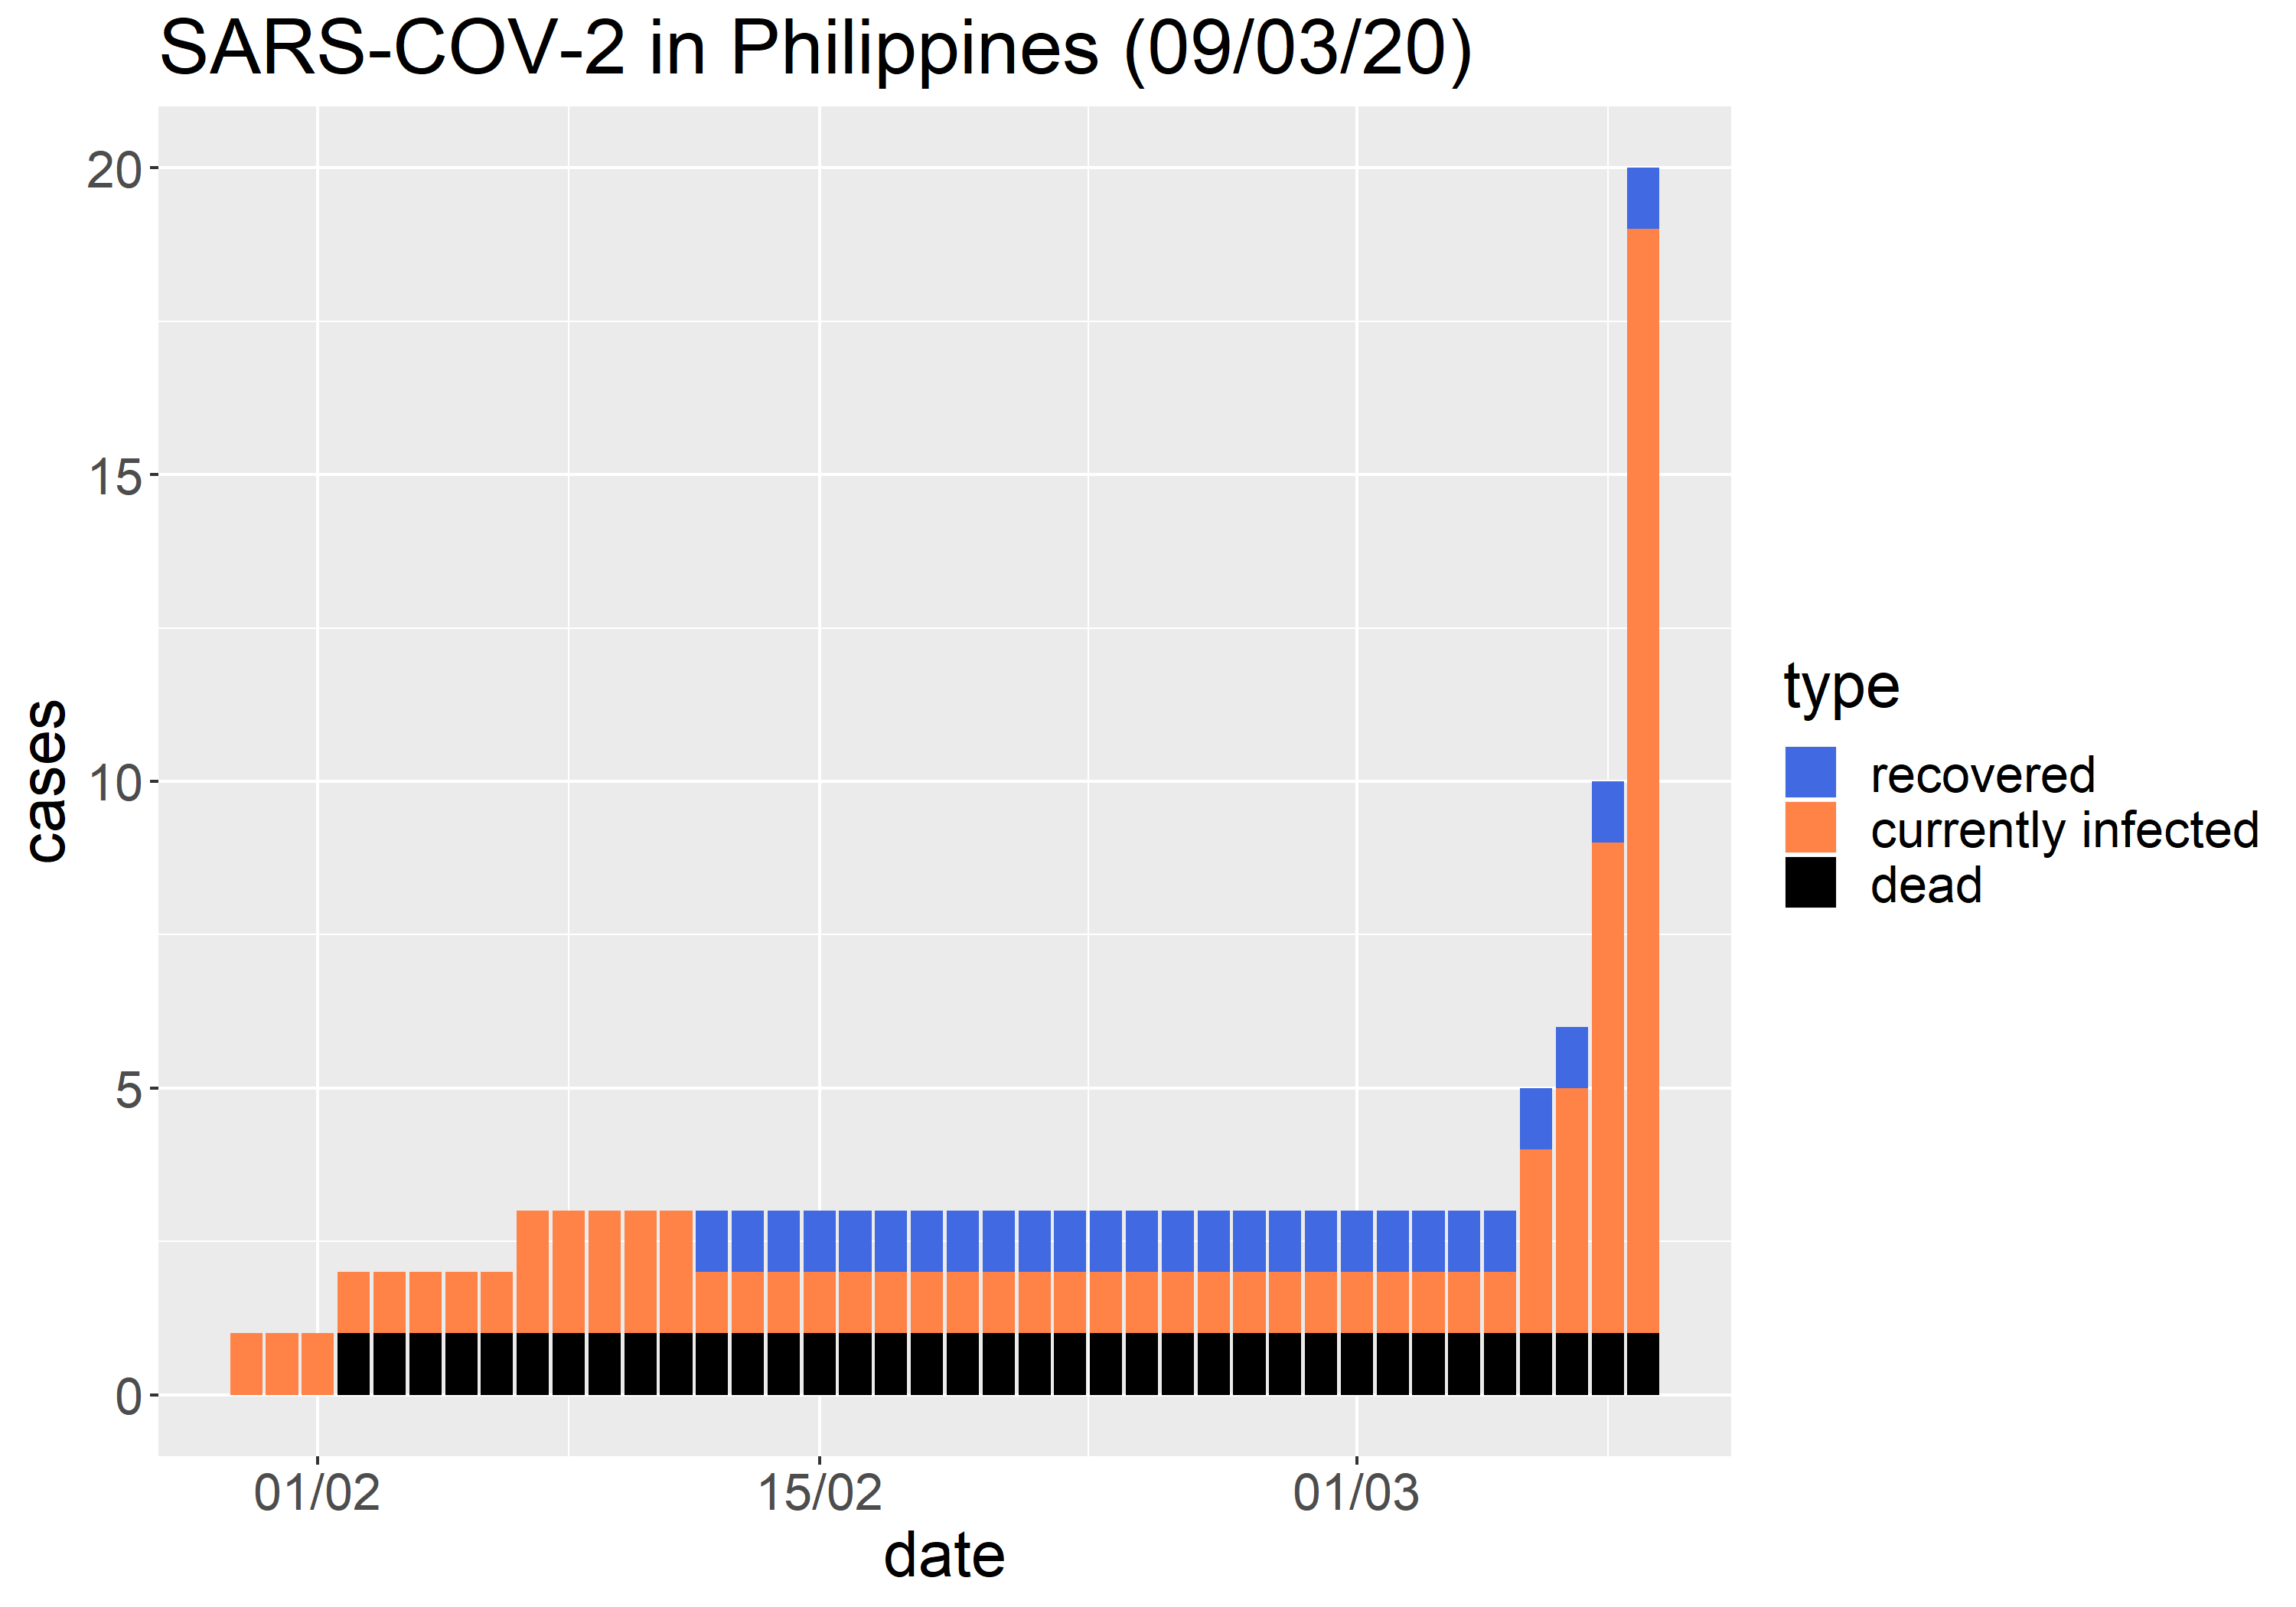 SARS-COV-2 in Philippines (09/03/20)
cases
20
15
10
5
0
01/02
15/02
01/03
date
type
recovered
currently infected
dead